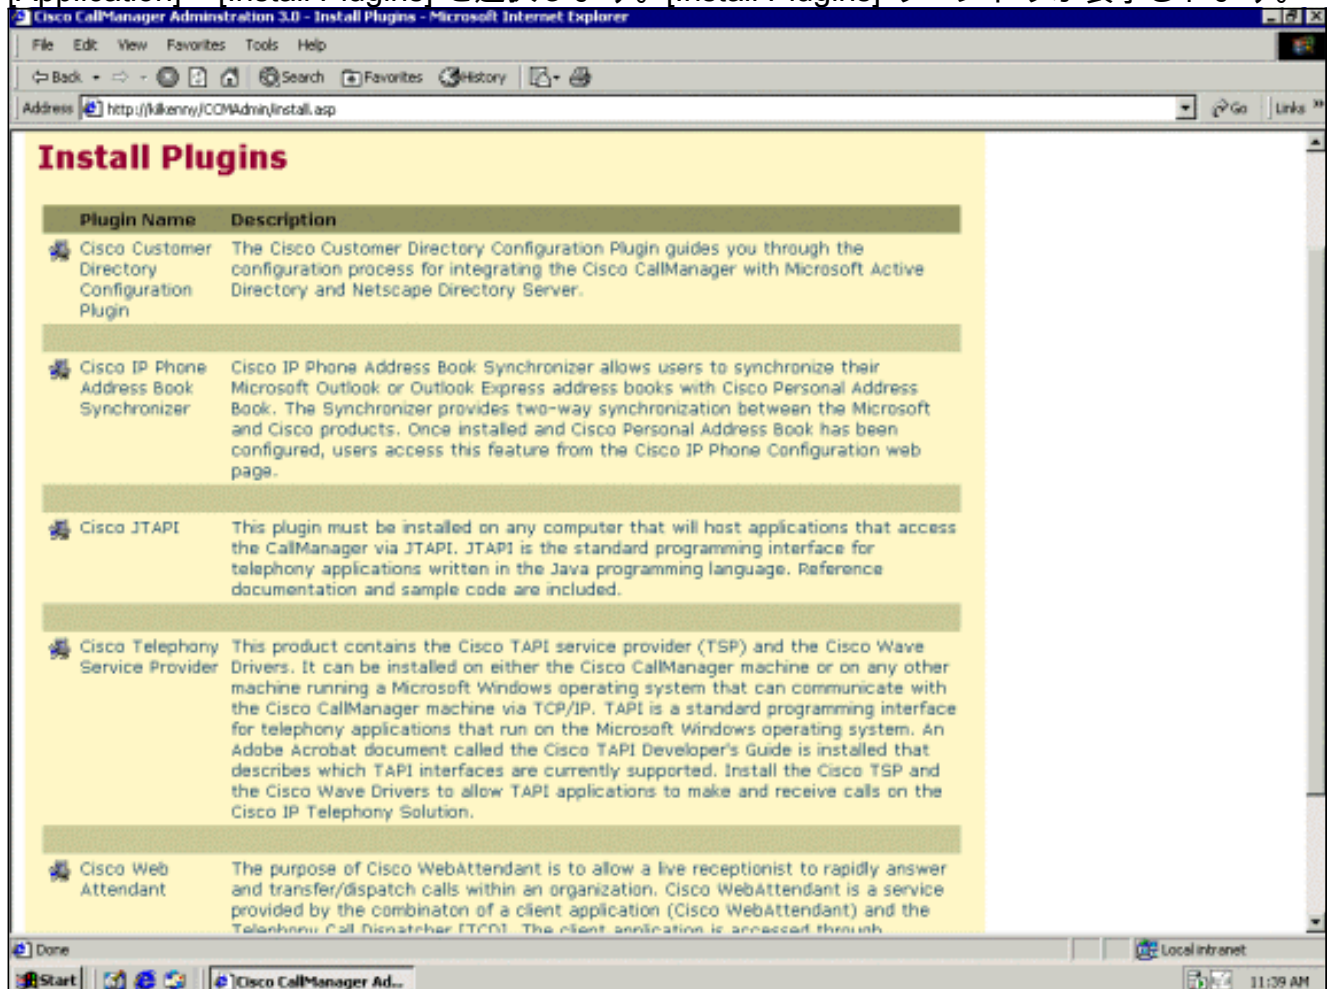 [Application] > [Install Plugins]
Cisco CallManager Adminstration 3.0 - Install Plugins - Microsoft Internet Explorer
File Edit View Favorites Tools Help
Back Search Favorites History
Address http://kilkenny/CCMAdmin/install.asp Go Links »
Install Plugins
Plugin Name Description
Cisco Customer The Cisco Customer Directory Configuration Plugin guides you through the
Directory configuration process for integrating the Cisco CallManager with Microsoft Active
Configuration Directory and Netscape Directory Server.
Plugin
Cisco IP Phone Cisco IP Phone Address Book Synchronizer allows users to synchronize their
Address Book Microsoft Outlook or Outlook Express address books with Cisco Personal Address
Synchronizer Book. The Synchronizer provides two-way synchronization between the Microsoft
and Cisco products. Once installed and Cisco Personal Address Book has been
configured, users access this feature from the Cisco IP Phone Configuration web
page.
Cisco JTAPI This plugin must be installed on any computer that will host applications that access
the CallManager via JTAPI. JTAPI is the standard programming interface for
telephony applications written in the Java programming language. Reference
documentation and sample code are included.
Cisco Telephony This product contains the Cisco TAPI service provider (TSP) and the Cisco Wave
Service Provider Drivers. It can be installed on either the Cisco CallManager machine or on any other
machine running a Microsoft Windows operating system that can communicate with
the Cisco CallManager machine via TCP/IP. TAPI is a standard programming interface
for telephony applications that run on the Microsoft Windows operating system. An
Adobe Acrobat document called the Cisco TAPI Developer's Guide is installed that
describes which TAPI interfaces are currently supported. Install the Cisco TSP and
the Cisco Wave Drivers to allow TAPI applications to make and receive calls on the
Cisco IP Telephony Solution.
Cisco Web The purpose of Cisco WebAttendant is to allow a live receptionist to rapidly answer
Attendant and transfer/dispatch calls within an organization. Cisco WebAttendant is a service
provided by the combinaton of a client application (Cisco WebAttendant) and the
Telephony Call Dispatcher [TCD]. The client application is accessed through
Done Local intranet
Start Cisco CallManager Ad... 11:39 AM